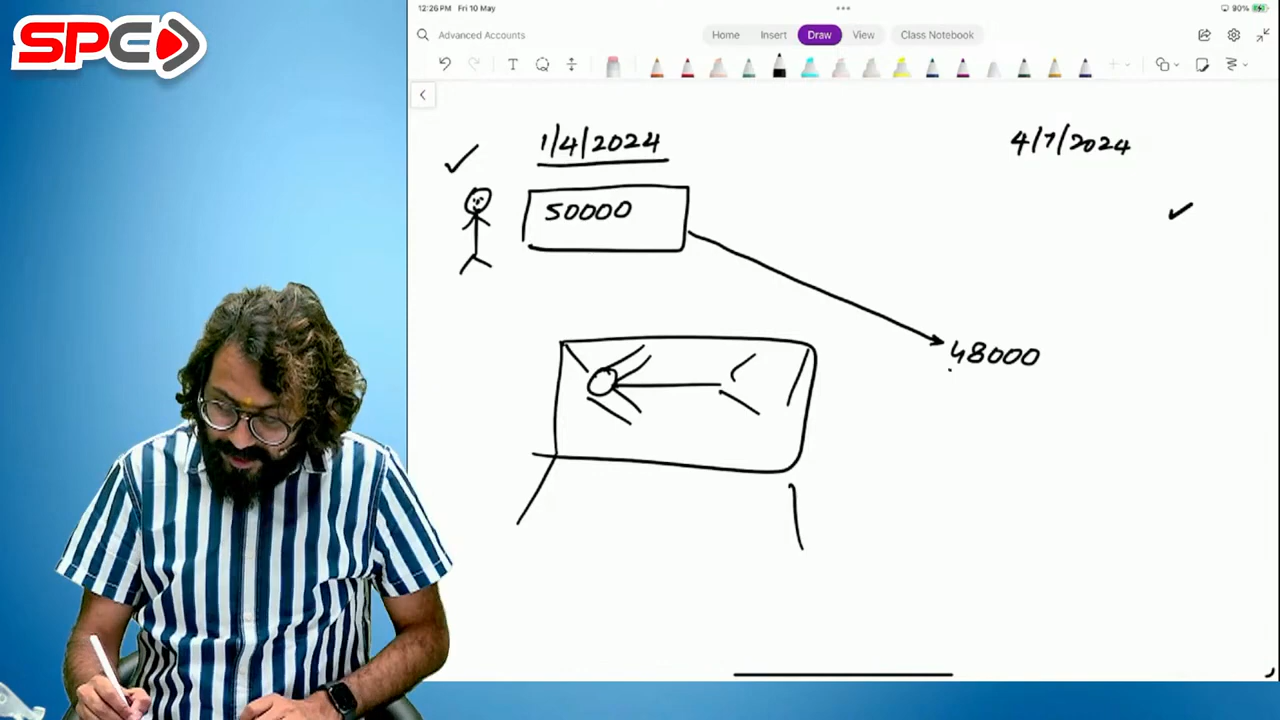 SPC
12:26 PM Fri 10 May
90%
Advanced Accounts
Home Insert Draw View Class Notebook
1/4/2024
4/7/2024
50000
48000